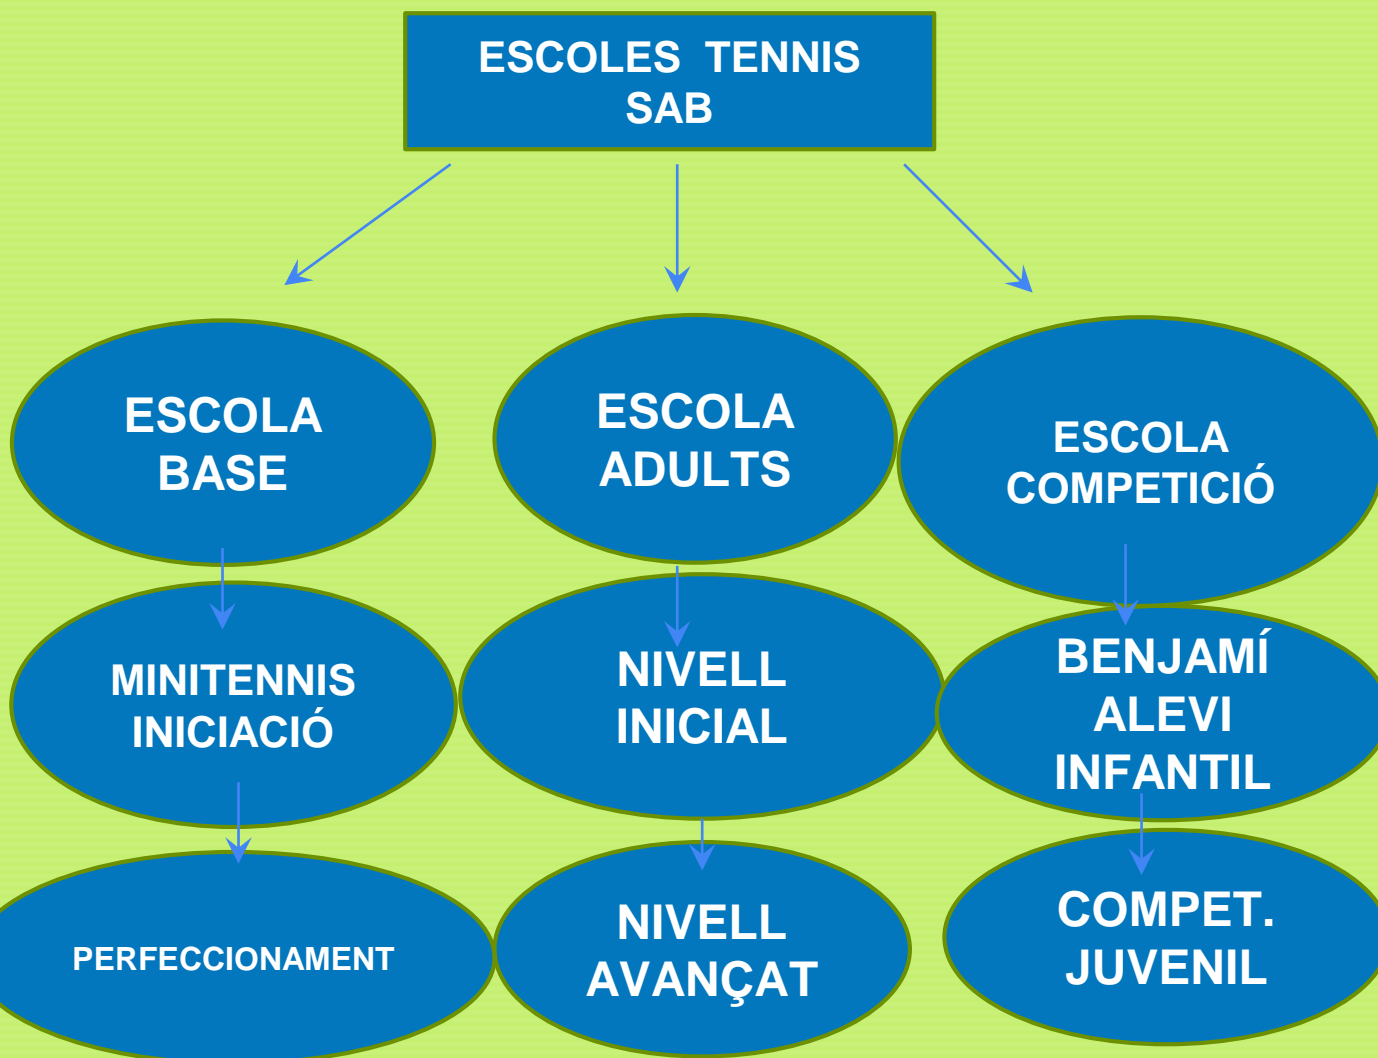 ESCOLES TENNIS
SAB
ESCOLA
BASE
ESCOLA
ADULTS
ESCOLA
COMPETICIÓ
MINITENNIS
INICIACIÓ
NIVELL
INICIAL
BENJAMÍ
ALEVI
INFANTIL
PERFECCIONAMENT
NIVELL
AVANÇAT
COMPET.
JUVENIL